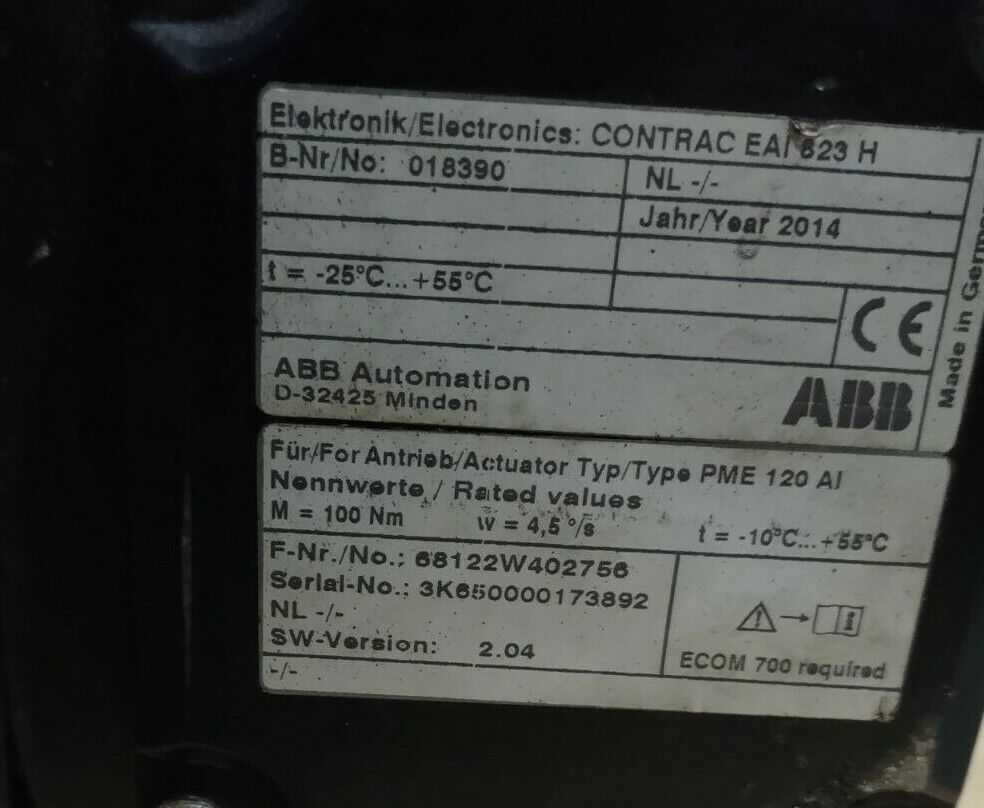 Elektronik/Electronics: CONTRAC EAI 823 H
B-Nr/No: 018390
NL -/-
Jahr/Year 2014
t = -25°C... +55°C
CE
ABB Automation
D-32425 Minden
ABB
Made in
Für/For Antrieb/Actuator Typ/Type PME 120 AI
Nennwerte / Rated values
M = 100 Nm w = 4,5 °/s t = -10°C... +55°C
F-Nr./No.: 68122W402756
Serial-No.: 3K650000173892
NL -/-
SW-Version: 2.04
-/-
ECOM 700 required